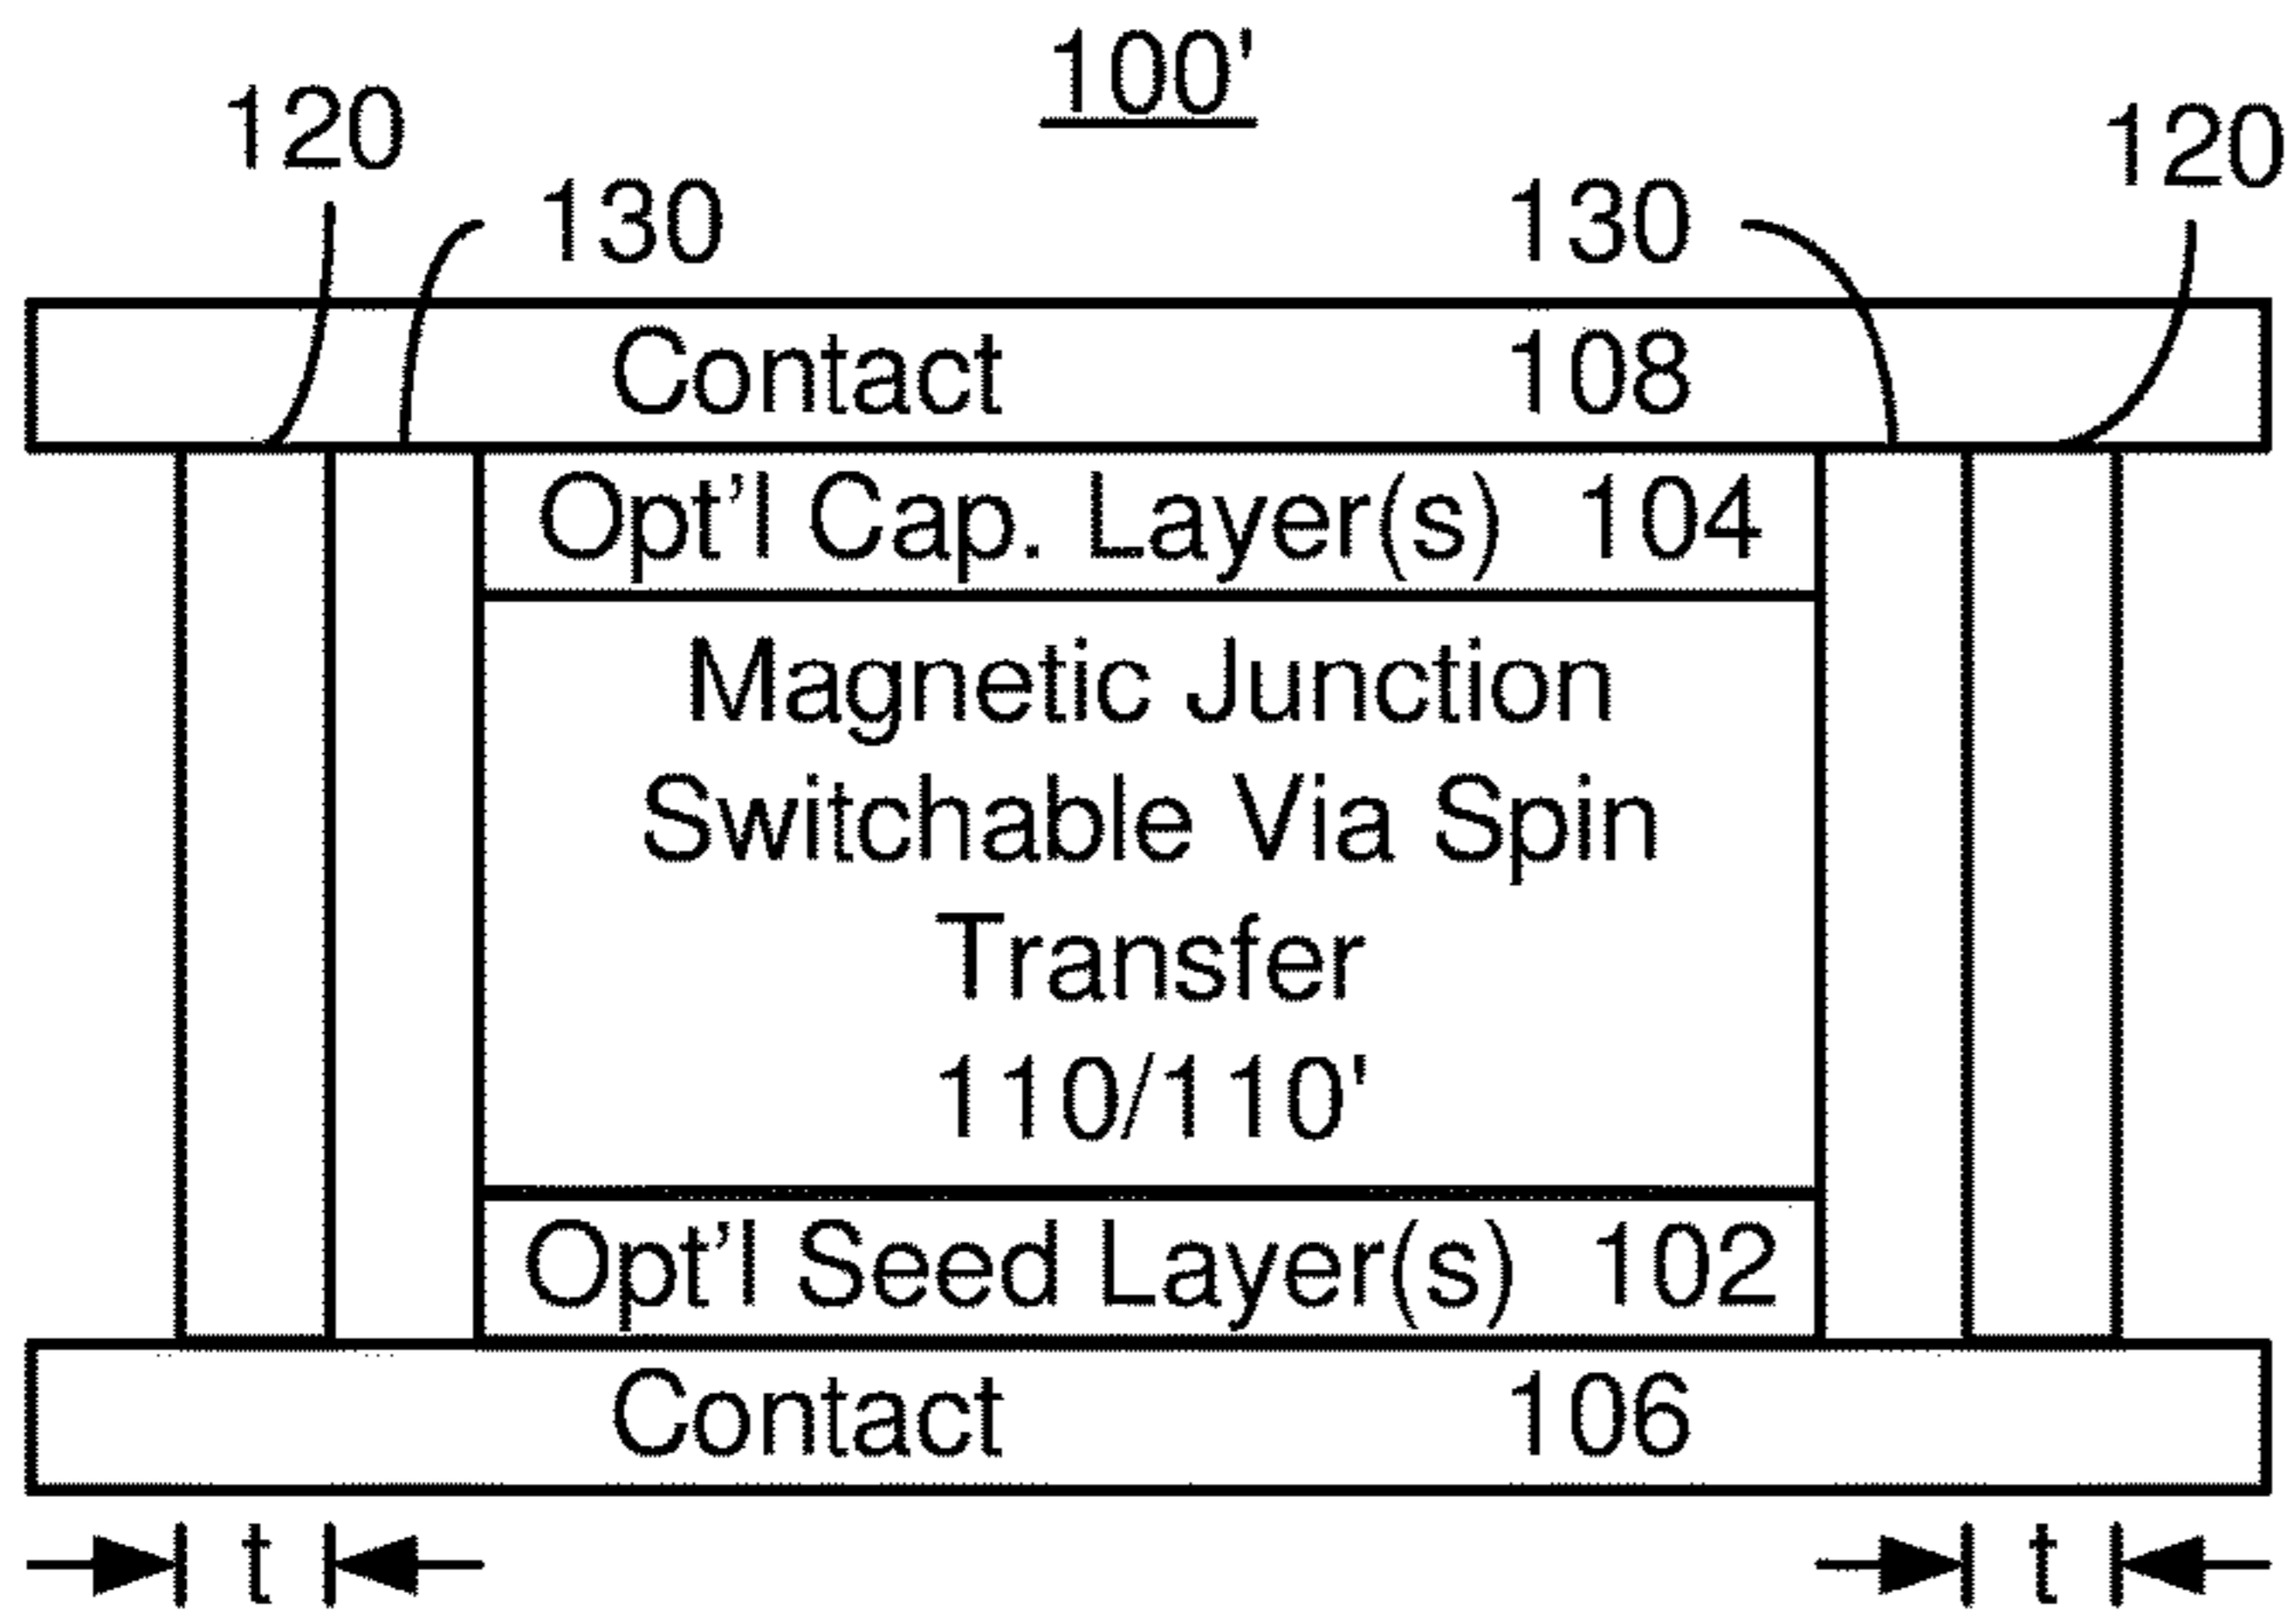 100'
120
120
130
130
Contact 108
Opt'l Cap. Layer(s) 104
Magnetic Junction
Switchable Via Spin
Transfer
110/110'
Opt'l Seed Layer(s) 102
Contact 106
t
t